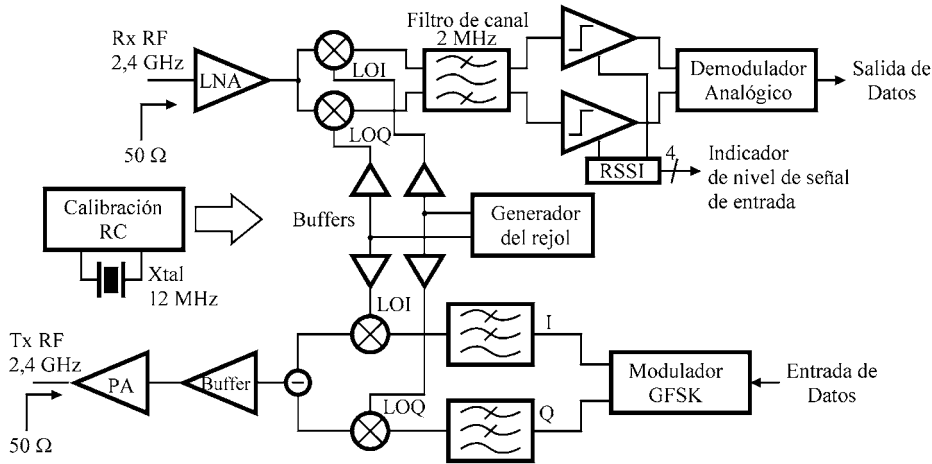 Rx RF
2,4 GHz
LNA
50 Ω
LOI
LOQ
Filtro de canal
2 MHz
Demodulador
Analógico
Salida de
Datos
RSSI
4
Indicador
de nivel de señal
de entrada
Calibración
RC
Xtal
12 MHz
Buffers
Generador
del rejol
Tx RF
2,4 GHz
PA
50 Ω
Buffer
LOI
LOQ
I
Q
Modulador
GFSK
Entrada de
Datos